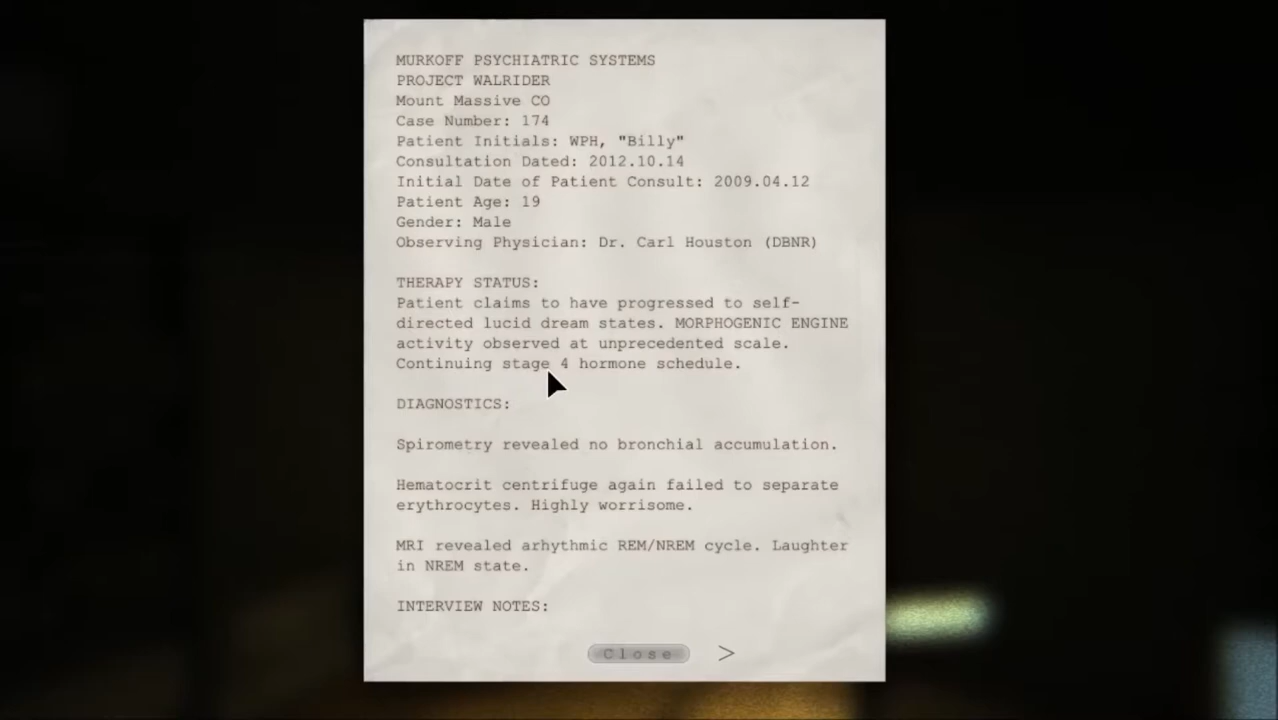 MURKOFF PSYCHIATRIC SYSTEMS
PROJECT WALRIDER
Mount Massive CO
Case Number: 174
Patient Initials: WPH, "Billy"
Consultation Dated: 2012.10.14
Initial Date of Patient Consult: 2009.04.12
Patient Age: 19
Gender: Male
Observing Physician: Dr. Carl Houston (DBNR)
THERAPY STATUS:
Patient claims to have progressed to self-
directed lucid dream states. MORPHOGENIC ENGINE
activity observed at unprecedented scale.
Continuing stage 4 hormone schedule.
DIAGNOSTICS:
Spirometry revealed no bronchial accumulation.
Hematocrit centrifuge again failed to separate
erythrocytes. Highly worrisome.
MRI revealed arhythmic REM/NREM cycle. Laughter
in NREM state.
INTERVIEW NOTES:
Close >